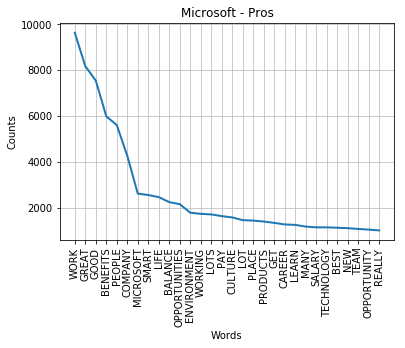 Microsoft - Pros
Counts
10000
8000
6000
4000
2000
WORK
GREAT
GOOD
BENEFITS
PEOPLE
COMPANY
MICROSOFT
SMART
LIFE
BALANCE
OPPORTUNITIES
ENVIRONMENT
WORKING
LOTS
PAY
CULTURE
LOT
PLACE
PRODUCTS
GET
CAREER
LEARN
MANY
SALARY
TECHNOLOGY
BEST
NEW
TEAM
OPPORTUNITY
REALLY
Words